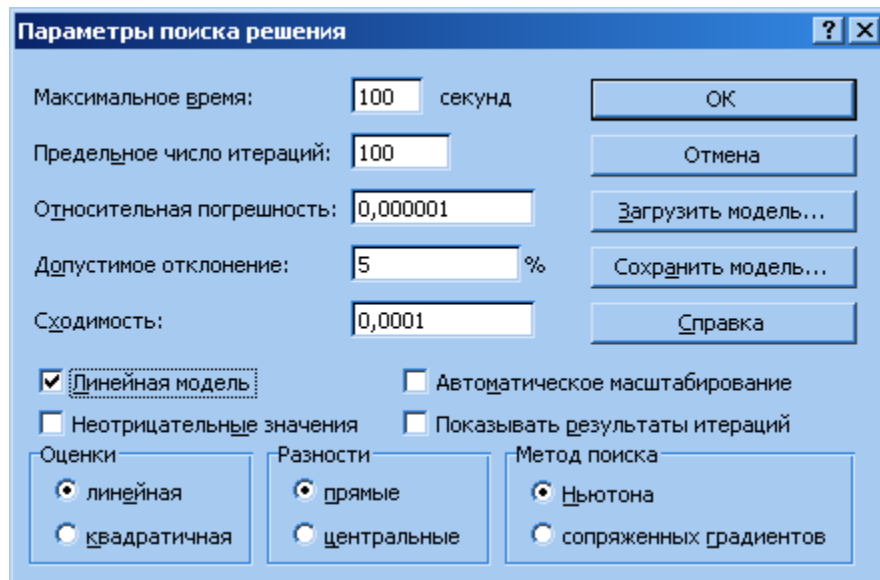 Параметры поиска решения
Максимальное время: 100 секунд OK
Предельное число итераций: 100 Отмена
Относительная погрешность: 0,000001 Загрузить модель...
Допустимое отклонение: 5 % Сохранить модель...
Сходимость: 0,0001 Справка
Линейная модель Автоматическое масштабирование
Неотрицательные значения Показывать результаты итераций
Оценки Разности Метод поиска
линейная прямые Ньютона
квадратичная центральные сопряженных градиентов